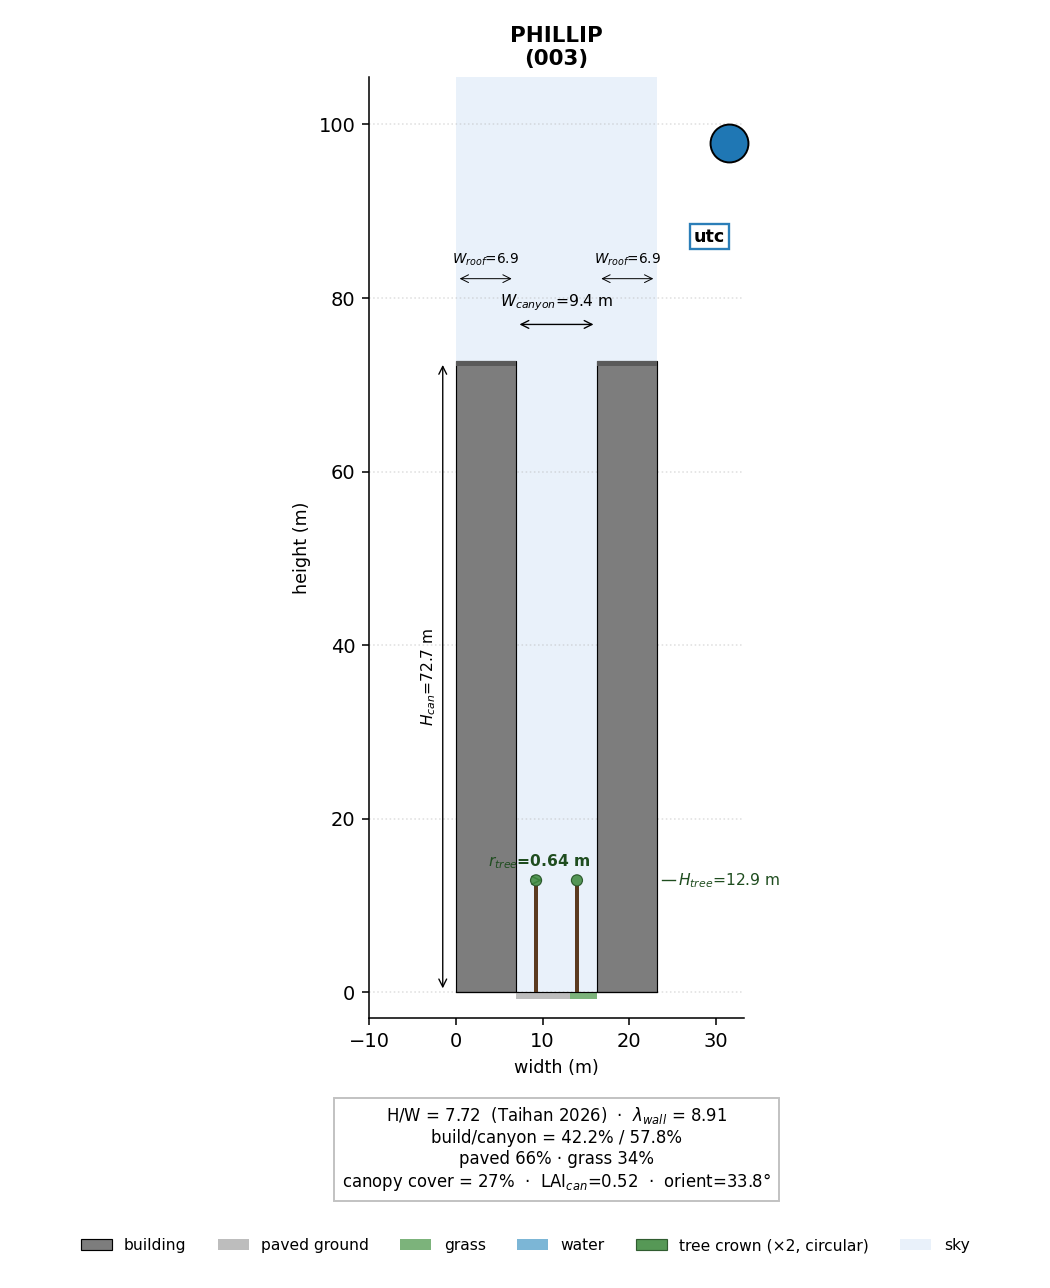 PHILLIP
(003)
100
80
60
40
20
0
height (m)
utc
W_roof=6.9
W_roof=6.9
W_canyon=9.4 m
H_can=72.7 m
r_tree=0.64 m
H_tree=12.9 m
−10 0 10 20 30
width (m)
H/W = 7.72 (Taihan 2026) · λ_wall = 8.91
build/canyon = 42.2% / 57.8%
paved 66% · grass 34%
canopy cover = 27% · LAI_can=0.52 · orient=33.8°
building paved ground grass water tree crown (×2, circular) sky